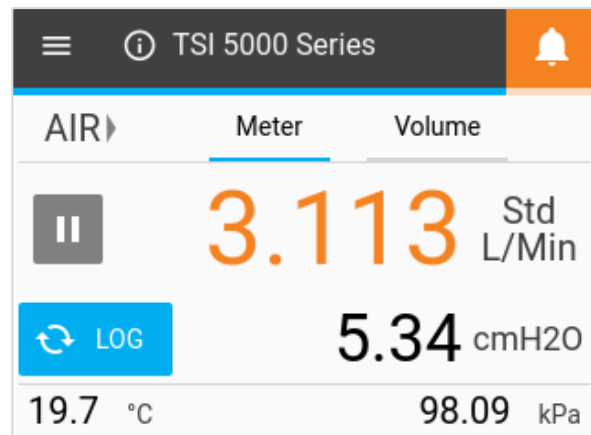 TSI 5000 Series
AIR Meter Volume
3.113 Std L/Min
LOG 5.34 cmH2O
19.7 °C 98.09 kPa